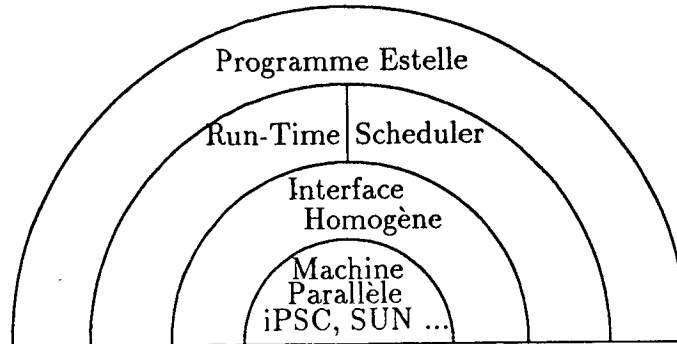 Programme Estelle
Run-Time Scheduler
Interface
Homogène
Machine
Parallèle
iPSC, SUN ...